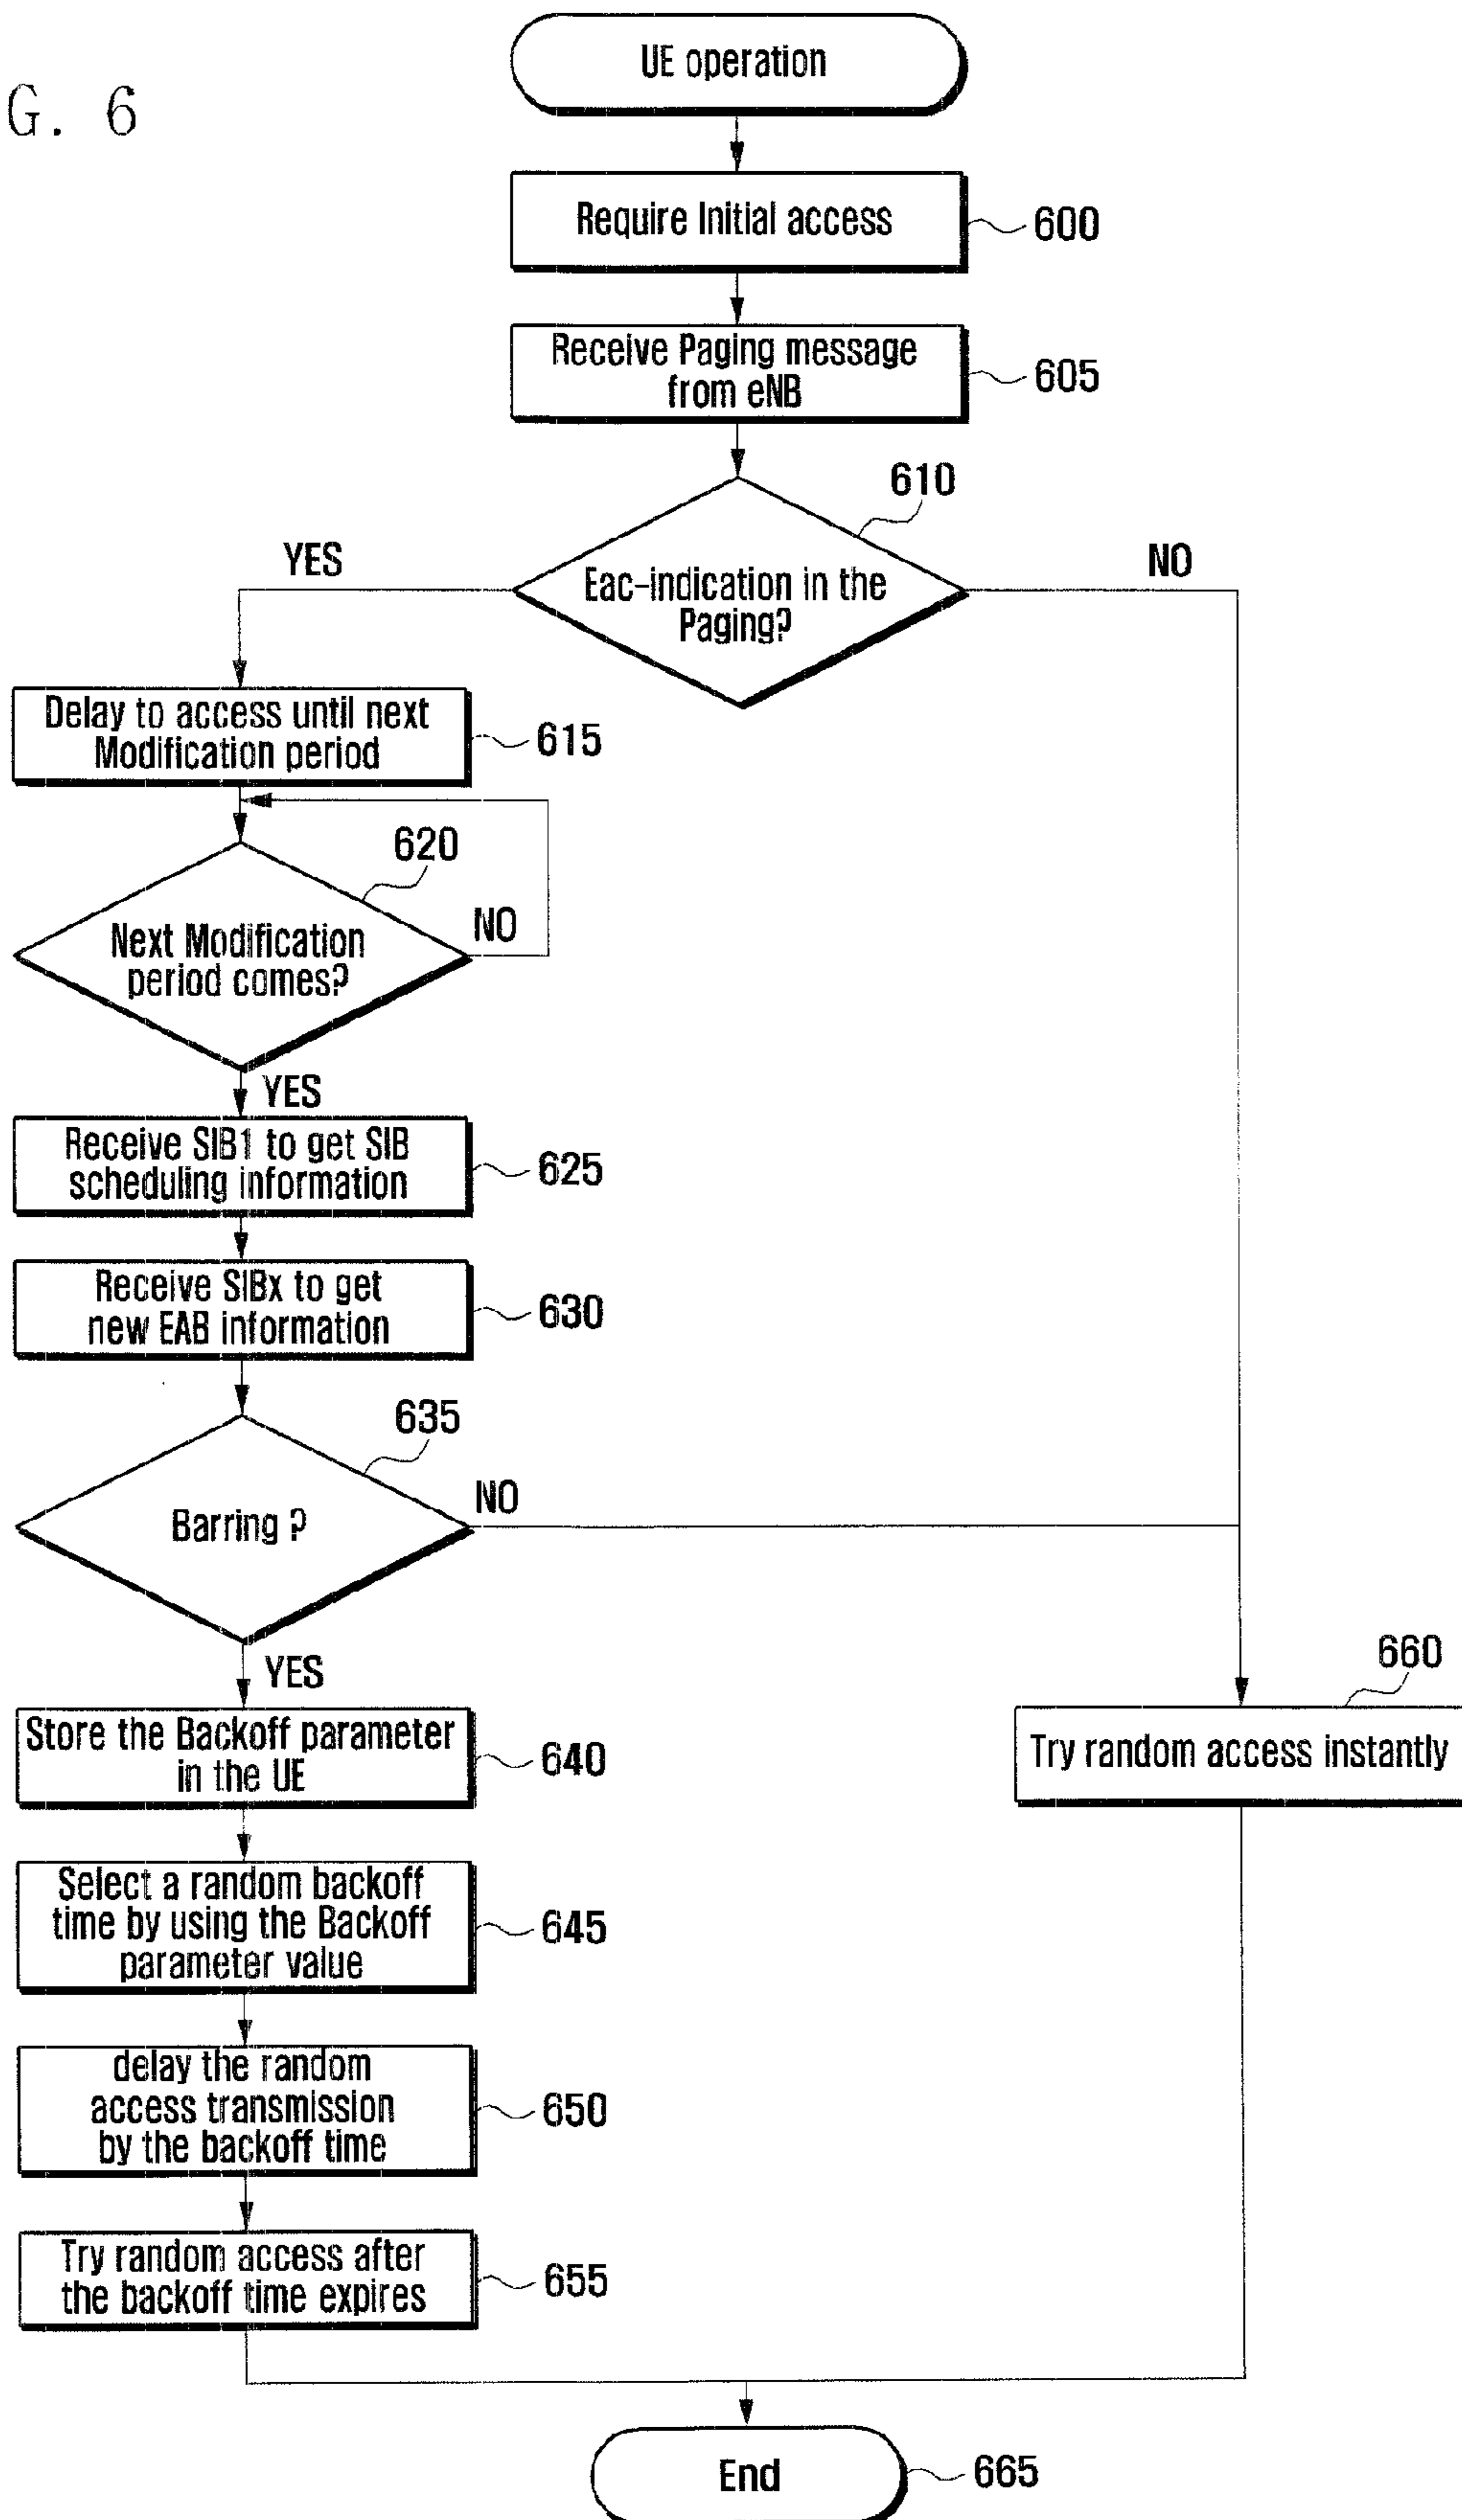 G. 6
UE operation
Require Initial access
600
Receive Paging message
from eNB
605
610
YES
NO
Eac-indication in the
Paging?
Delay to access until next
Modification period
615
620
Next Modification
period comes?
NO
YES
Receive SIB1 to get SIB
scheduling information
625
Receive SIBx to get
new EAB information
630
635
Barring ?
NO
YES
660
Store the Backoff parameter
in the UE
640
Try random access instantly
Select a random backoff
time by using the Backoff
parameter value
645
delay the random
access transmission
by the backoff time
650
Try random access after
the backoff time expires
655
End
665